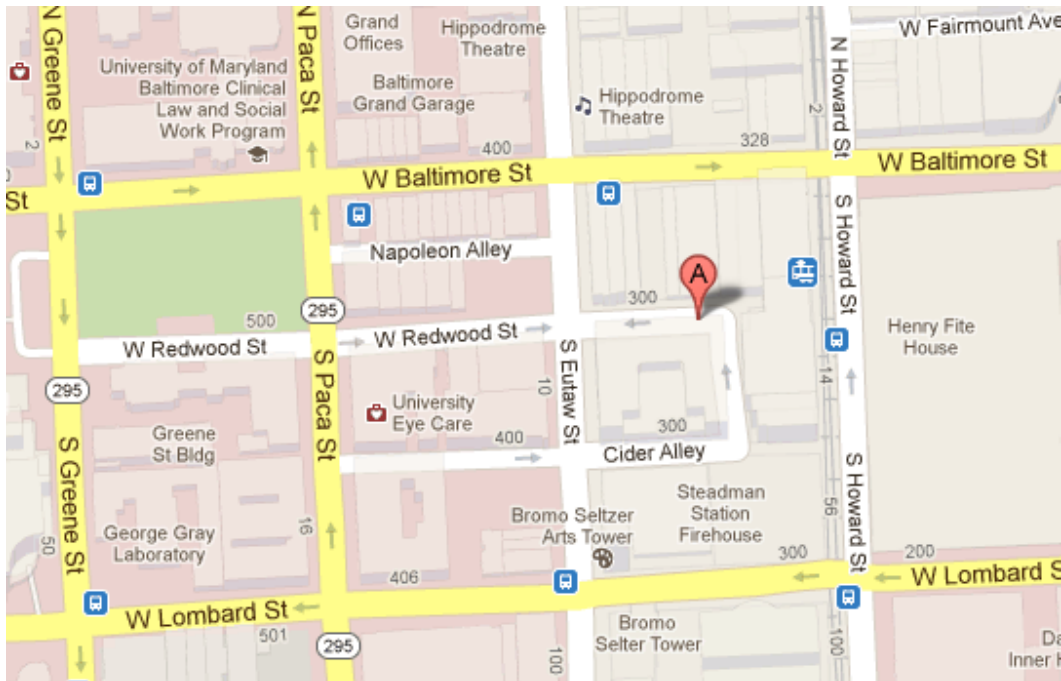 N Greene St
N Paca St
Grand
Offices
Hippodrome
Theatre
W Fairmount Ave
N Howard St
University of Maryland
Baltimore Clinical
Law and Social
Work Program
Baltimore
Grand Garage
Hippodrome
Theatre
2
2
400
328
W Baltimore St
W Baltimore St
St
S Howard St
Napoleon Alley
A
300
295
500
W Redwood St
W Redwood St
Henry Fite
House
295
S Paca St
S Eutaw St
10
14
University
Eye Care
Greene
St Bldg
400
300
Cider Alley
S Greene St
S Howard St
Steadman
Station
Firehouse
56
George Gray
Laboratory
16
50
Bromo Seltzer
Arts Tower
406
300
200
W Lombard St
W Lombard S
501
295
Bromo
Selter Tower
100
100
Da
Inner H